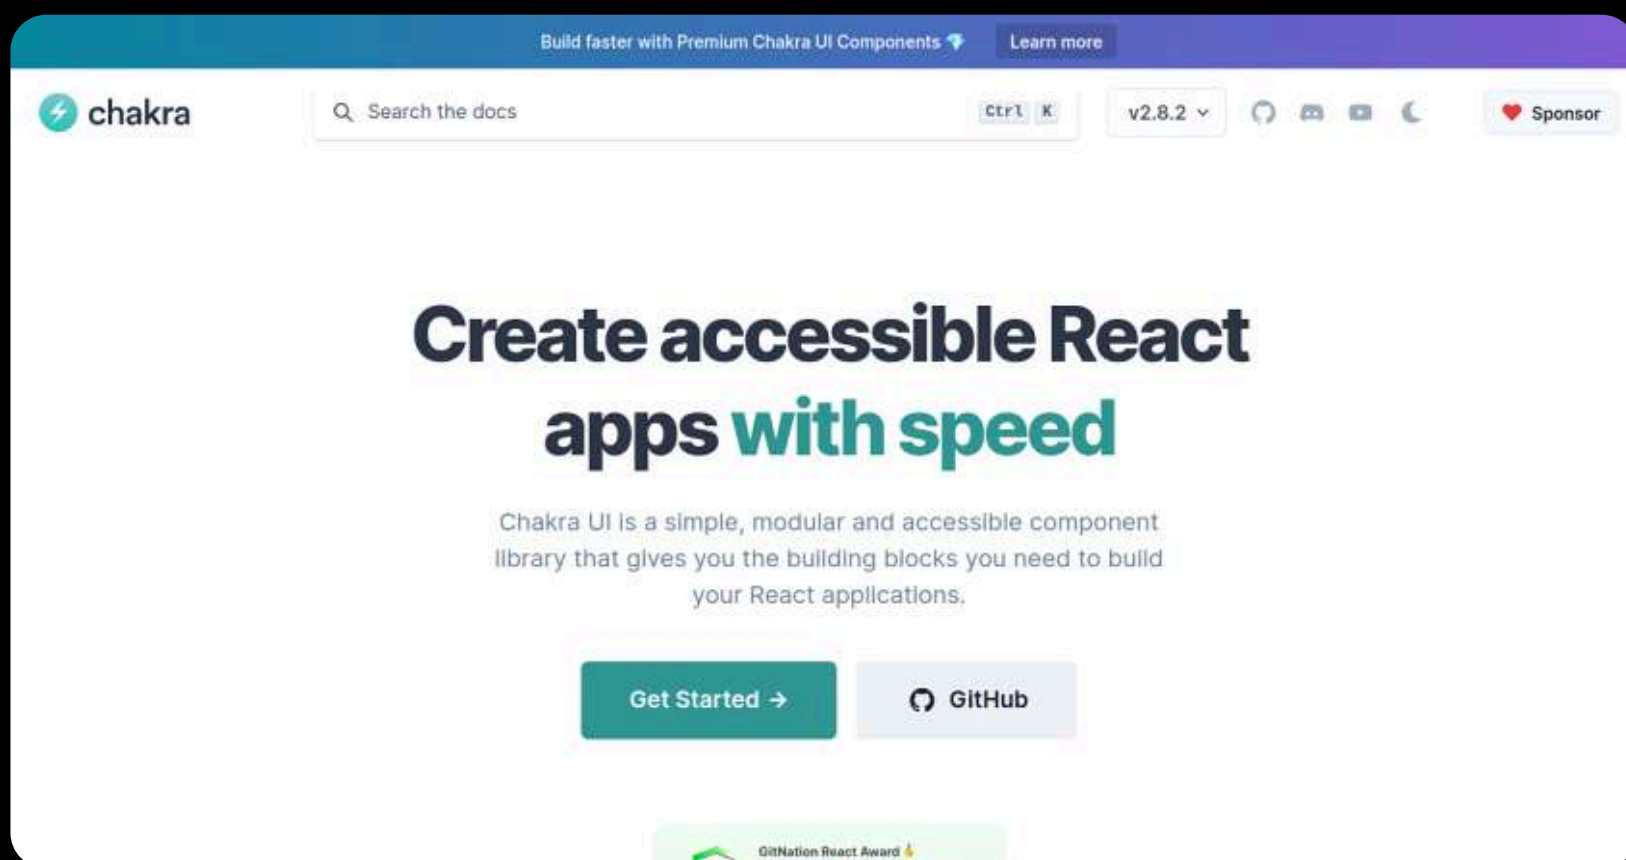 Build faster with Premium Chakra UI Components 💎 Learn more
chakra
Search the docs
Ctrl K
v2.8.2
Sponsor
Create accessible React
apps with speed
Chakra UI is a simple, modular and accessible component
library that gives you the building blocks you need to build
your React applications.
Get Started →
GitHub
GitNation React Award